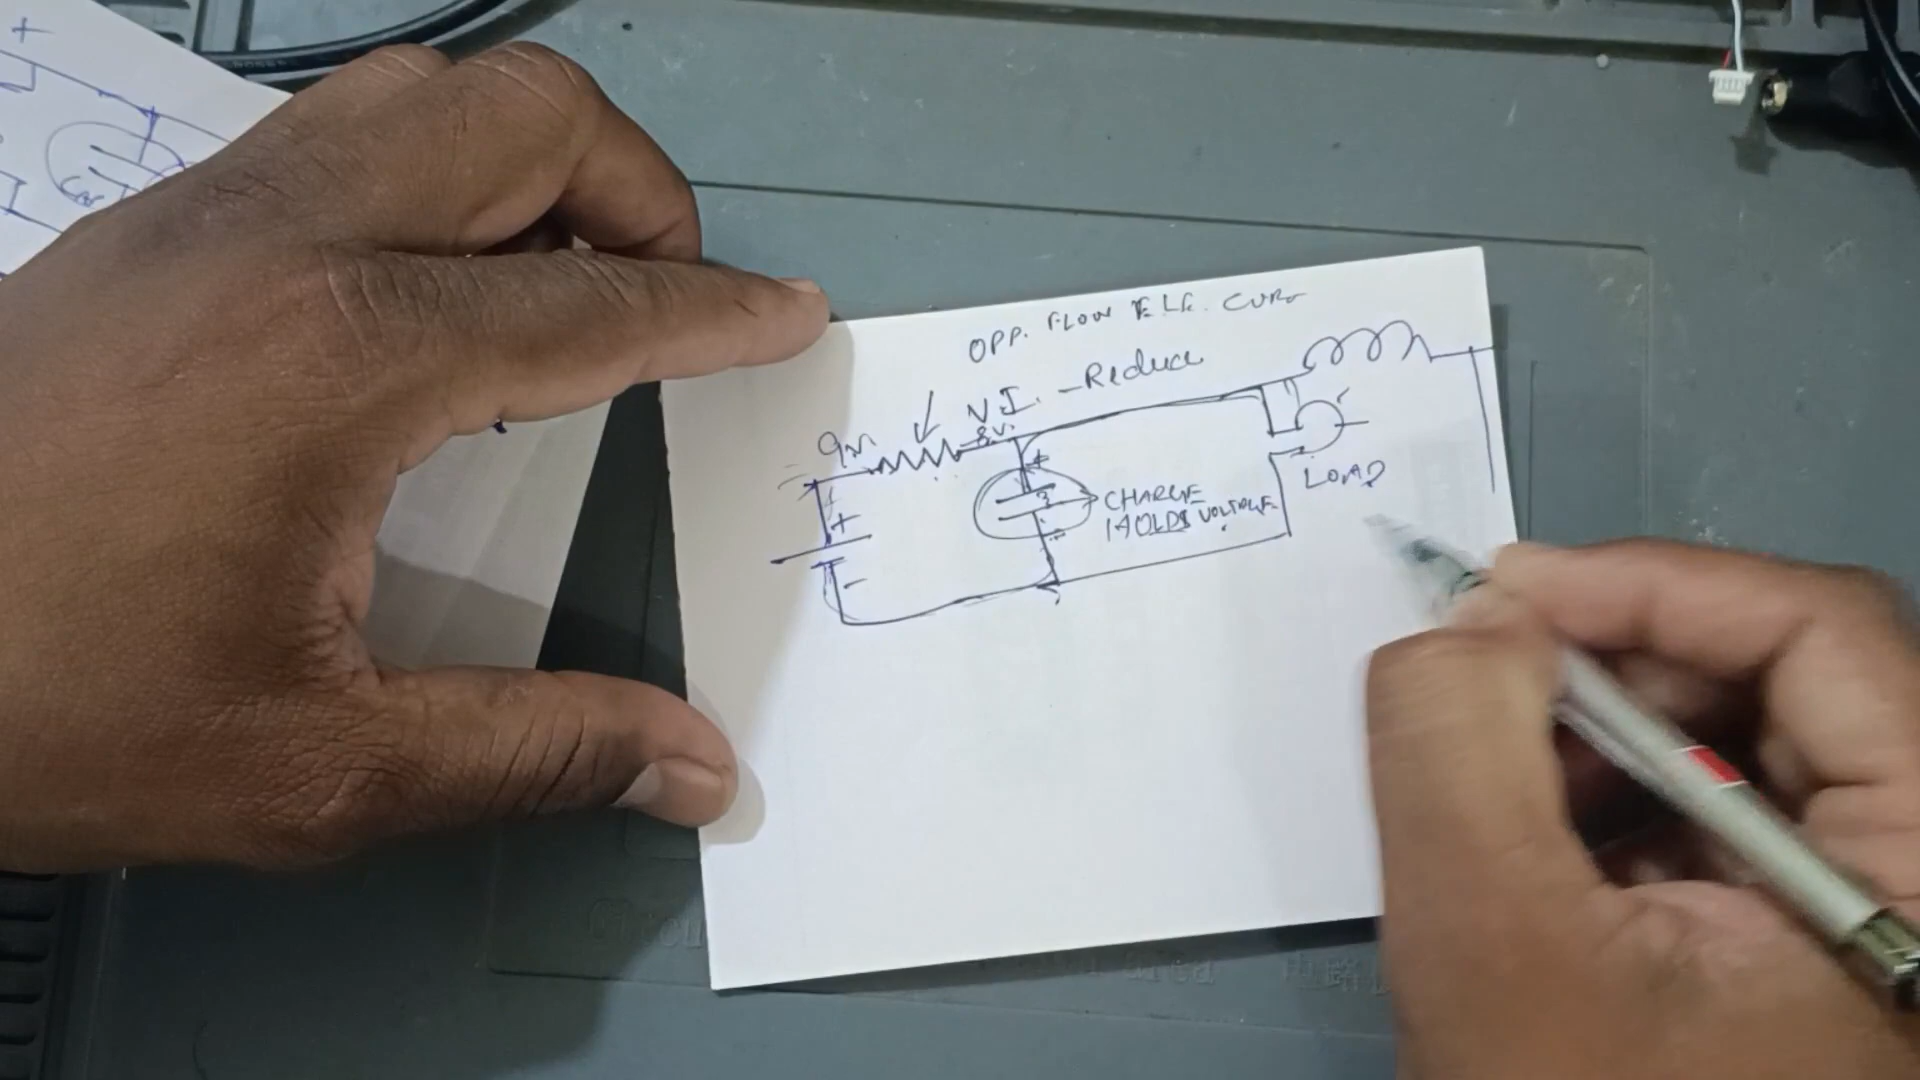 OPP. FLOW ELE. CURR
V I. - Reduce
9V
8V.
+
+
CHARGE
HOLDS VOLTAGE
LOAD
+
-
+